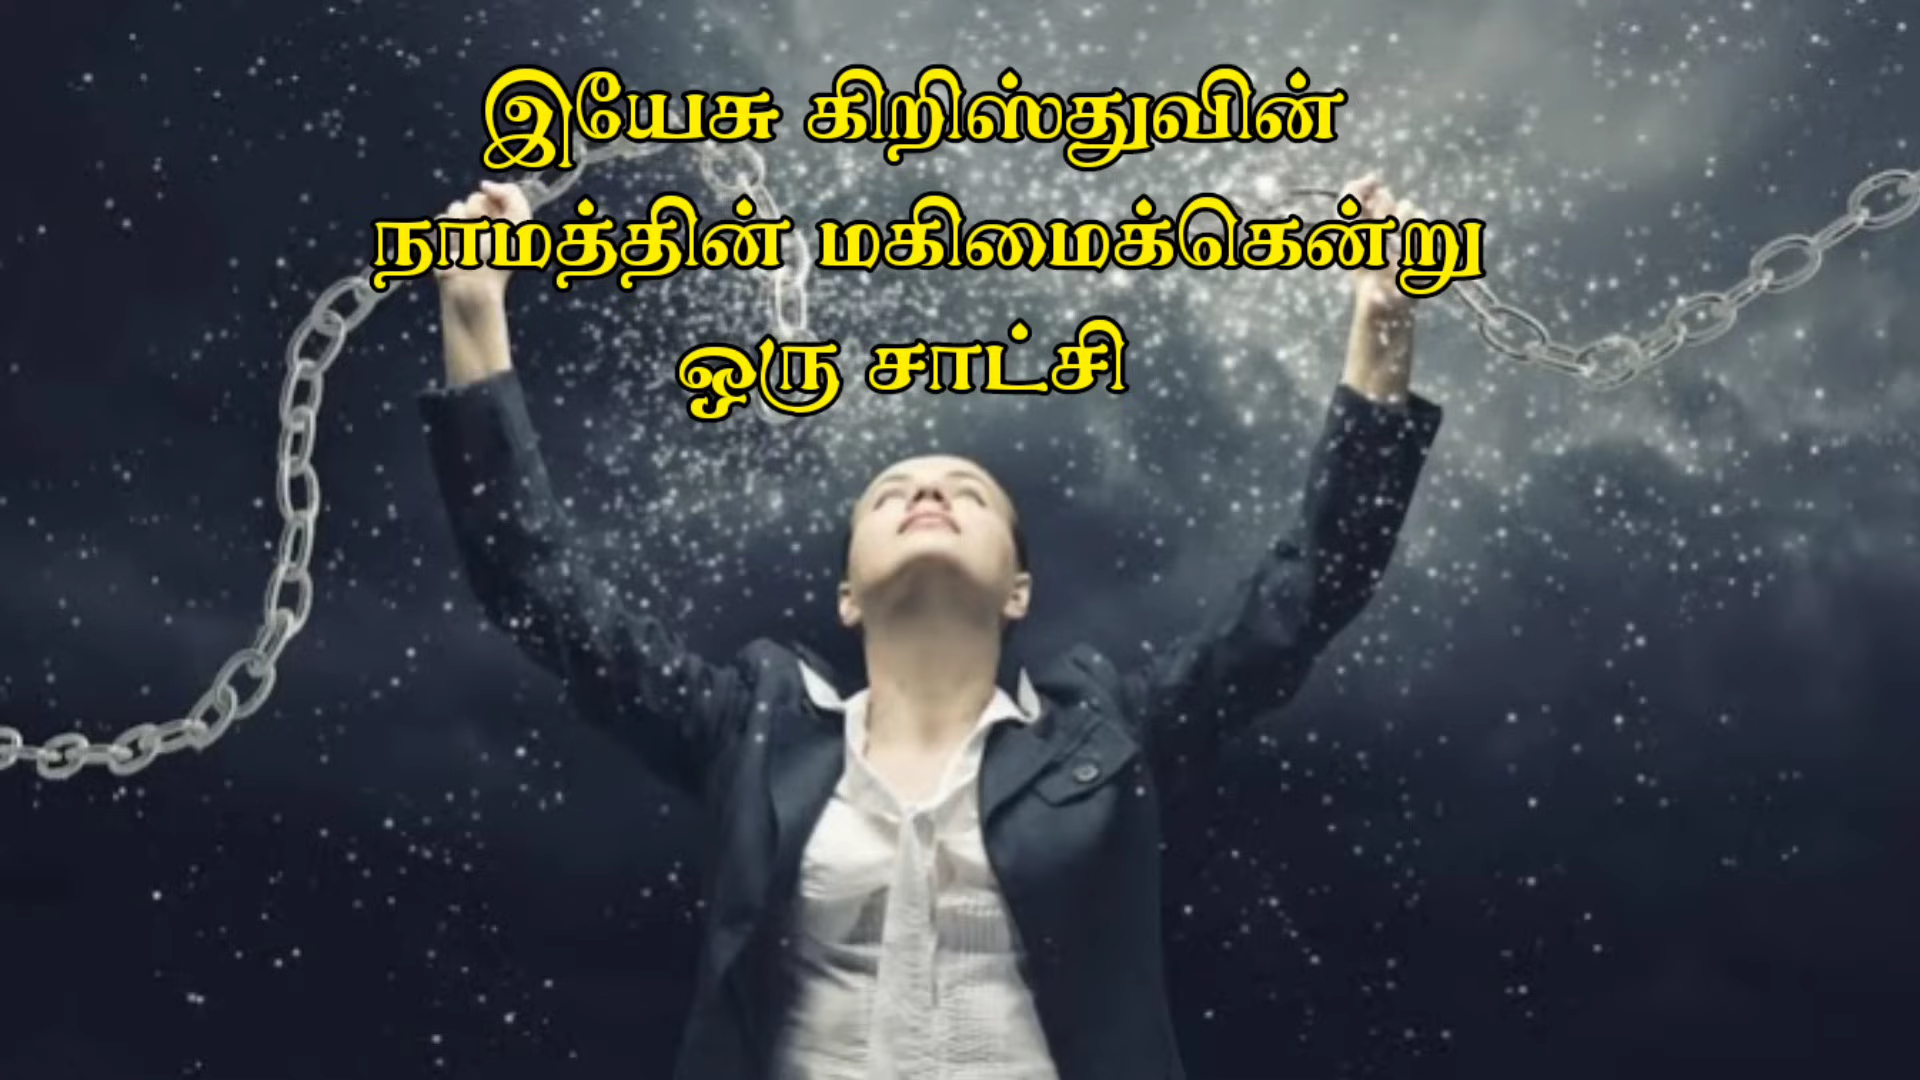 இயேசு கிறிஸ்துவின்
நாமத்தின் மகிமைக்கென்று
ஒரு சாட்சி